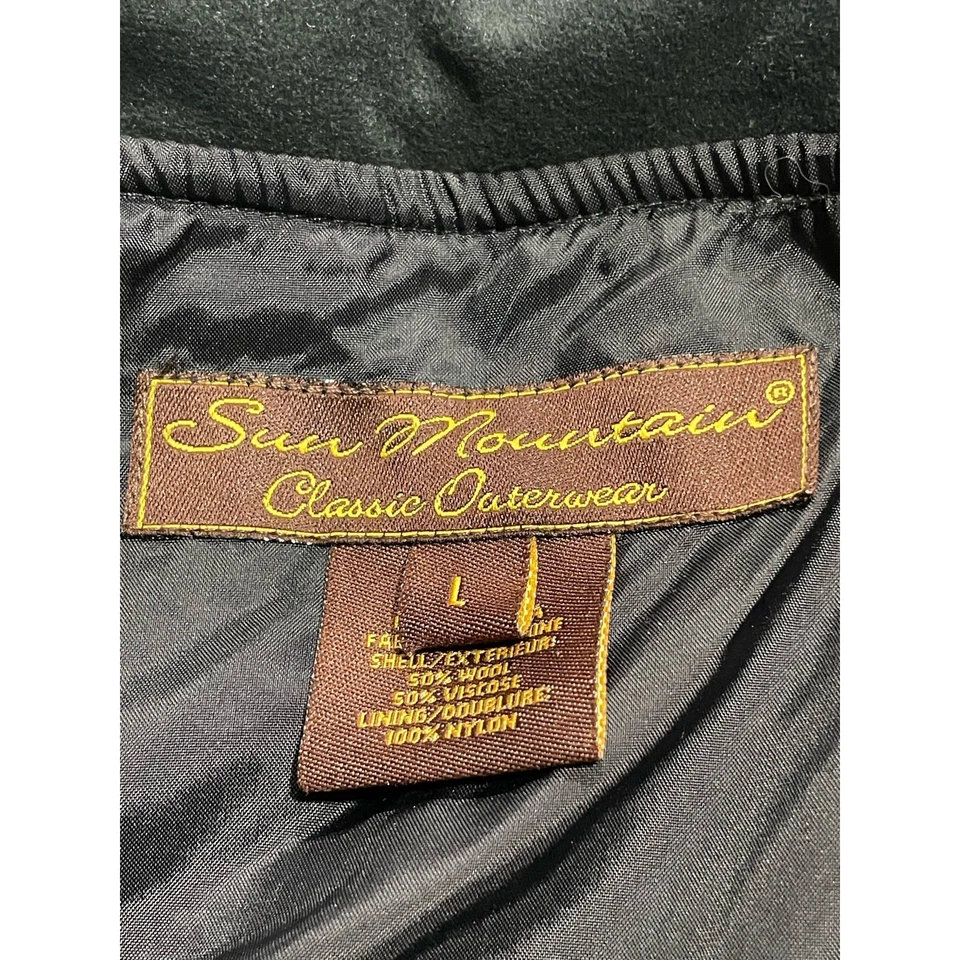 Sun Mountain®
Classic Outerwear
L
SHELL/EXTERIEUR:
50% WOOL
50% VISCOSE
LINING/DOUBLURE:
100% NYLON